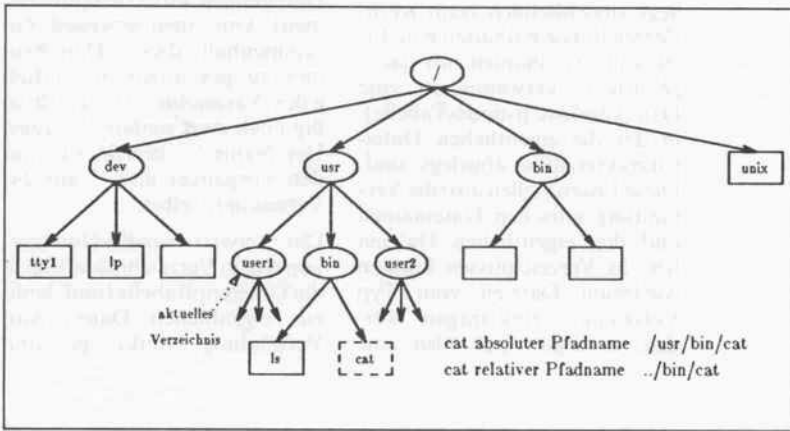 /
dev usr bin unix
tty1 lp user1 bin user2
aktuelles
Verzeichnis
ls cat
cat absoluter Pfadname /usr/bin/cat
cat relativer Pfadname ../bin/cat